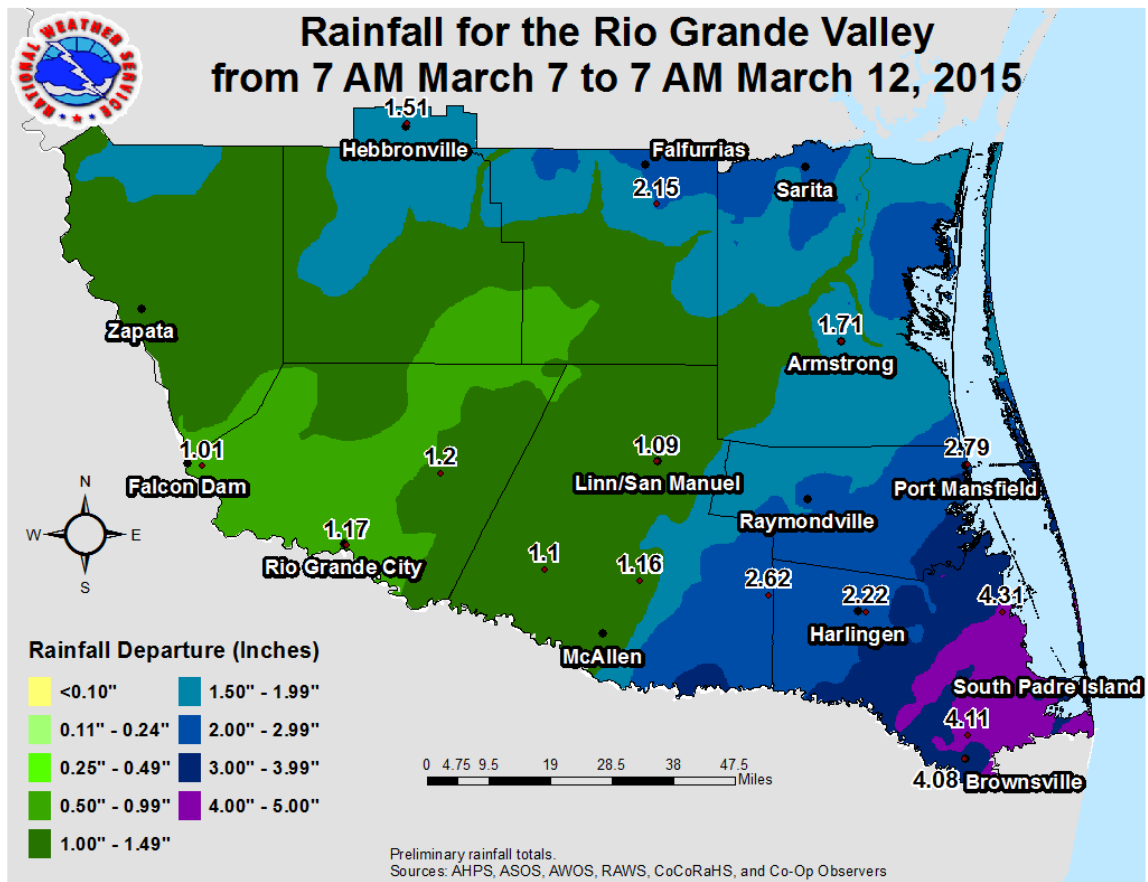 Rainfall for the Rio Grande Valley
from 7 AM March 7 to 7 AM March 12, 2015
NATIONAL WEATHER SERVICE
1.51
Hebbronville
Falfurrias
2.15
Sarita
Zapata
1.71
Armstrong
1.01
Falcon Dam
1.2
1.09
Linn/San Manuel
2.79
Port Mansfield
Raymondville
1.17
Rio Grande City
1.1
1.16
2.62
2.22
Harlingen
4.31
McAllen
South Padre Island
4.11
4.08
Brownsville
N
W
E
S
Rainfall Departure (Inches)
<0.10"
0.11" - 0.24"
0.25" - 0.49"
0.50" - 0.99"
1.00" - 1.49"
1.50" - 1.99"
2.00" - 2.99"
3.00" - 3.99"
4.00" - 5.00"
0 4.75 9.5 19 28.5 38 47.5
Miles
Preliminary rainfall totals.
Sources: AHPS, ASOS, AWOS, RAWS, CoCoRaHS, and Co-Op Observers